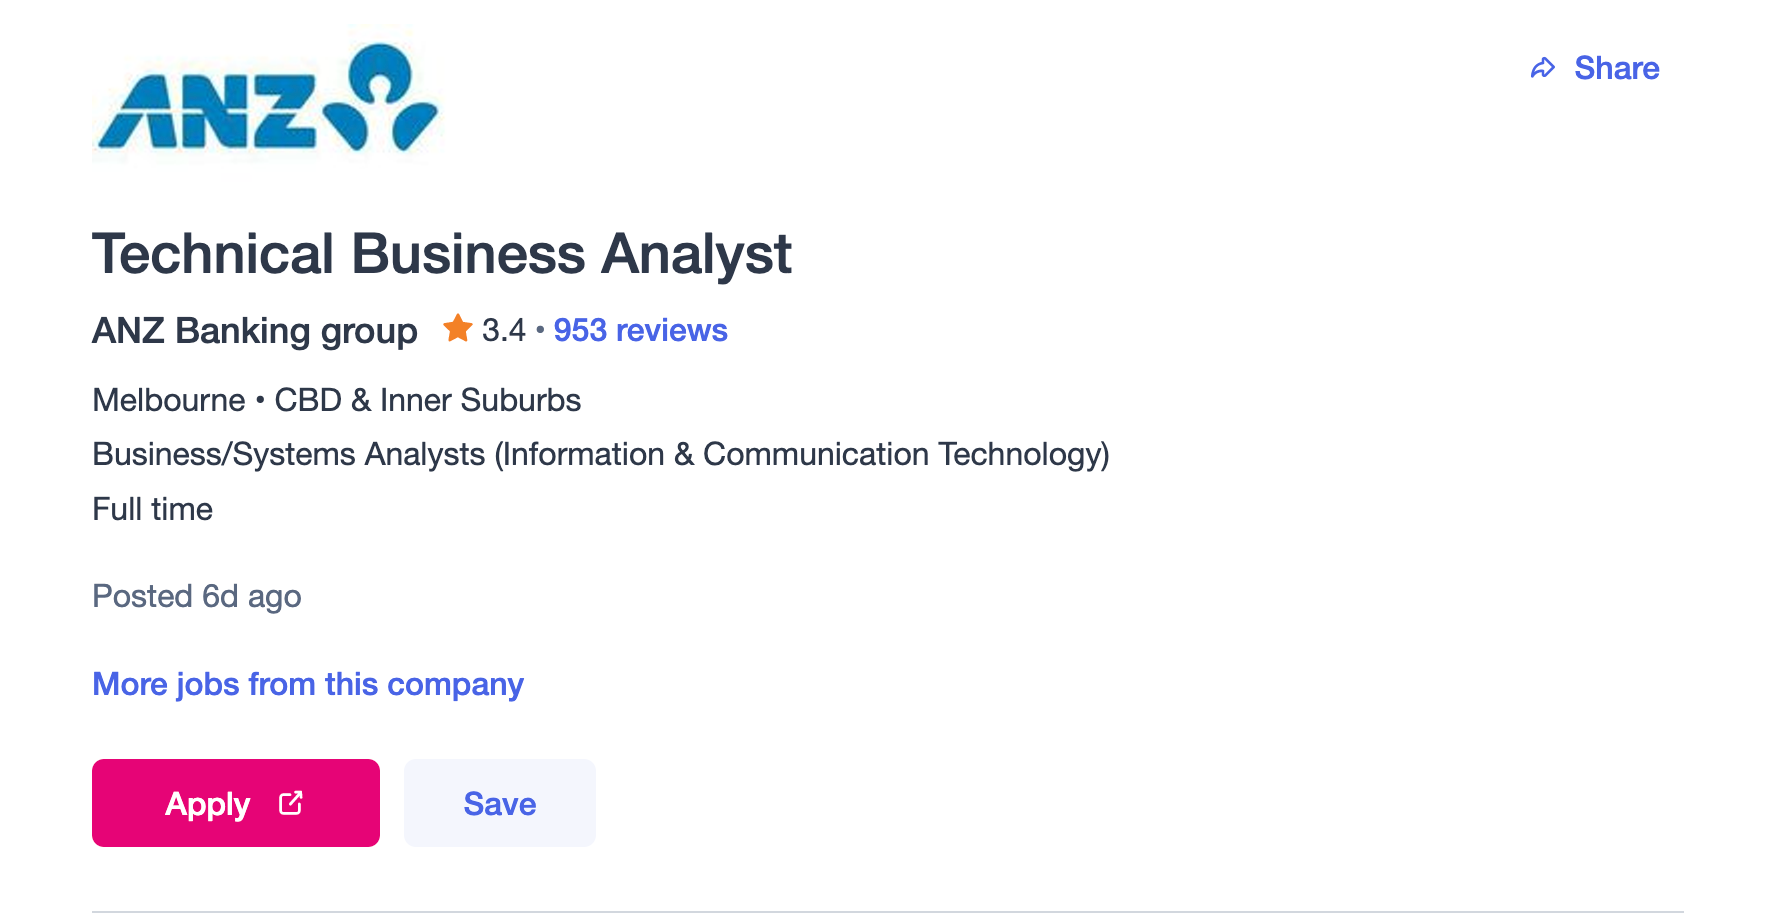 ANZ
Share
Technical Business Analyst
ANZ Banking group 3.4 • 953 reviews
Melbourne • CBD & Inner Suburbs
Business/Systems Analysts (Information & Communication Technology)
Full time
Posted 6d ago
More jobs from this company
Apply
Save